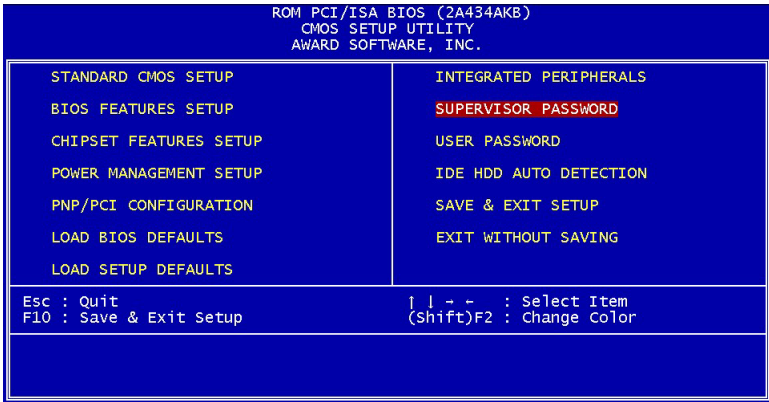 ROM PCI/ISA BIOS (2A434AKB)
CMOS SETUP UTILITY
AWARD SOFTWARE, INC.
STANDARD CMOS SETUP
BIOS FEATURES SETUP
CHIPSET FEATURES SETUP
POWER MANAGEMENT SETUP
PNP/PCI CONFIGURATION
LOAD BIOS DEFAULTS
LOAD SETUP DEFAULTS
INTEGRATED PERIPHERALS
SUPERVISOR PASSWORD
USER PASSWORD
IDE HDD AUTO DETECTION
SAVE & EXIT SETUP
EXIT WITHOUT SAVING
Esc : Quit
F10 : Save & Exit Setup
↑ ↓ → ← : Select Item
(Shift)F2 : Change Color